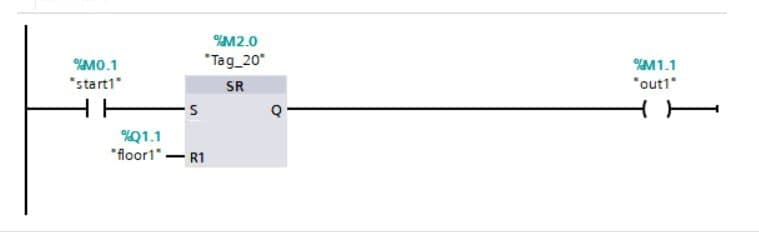 %M2.0
"Tag_20"
%M0.1
"start1"
SR
%M1.1
"out1"
S
Q
%Q1.1
"floor1"
R1